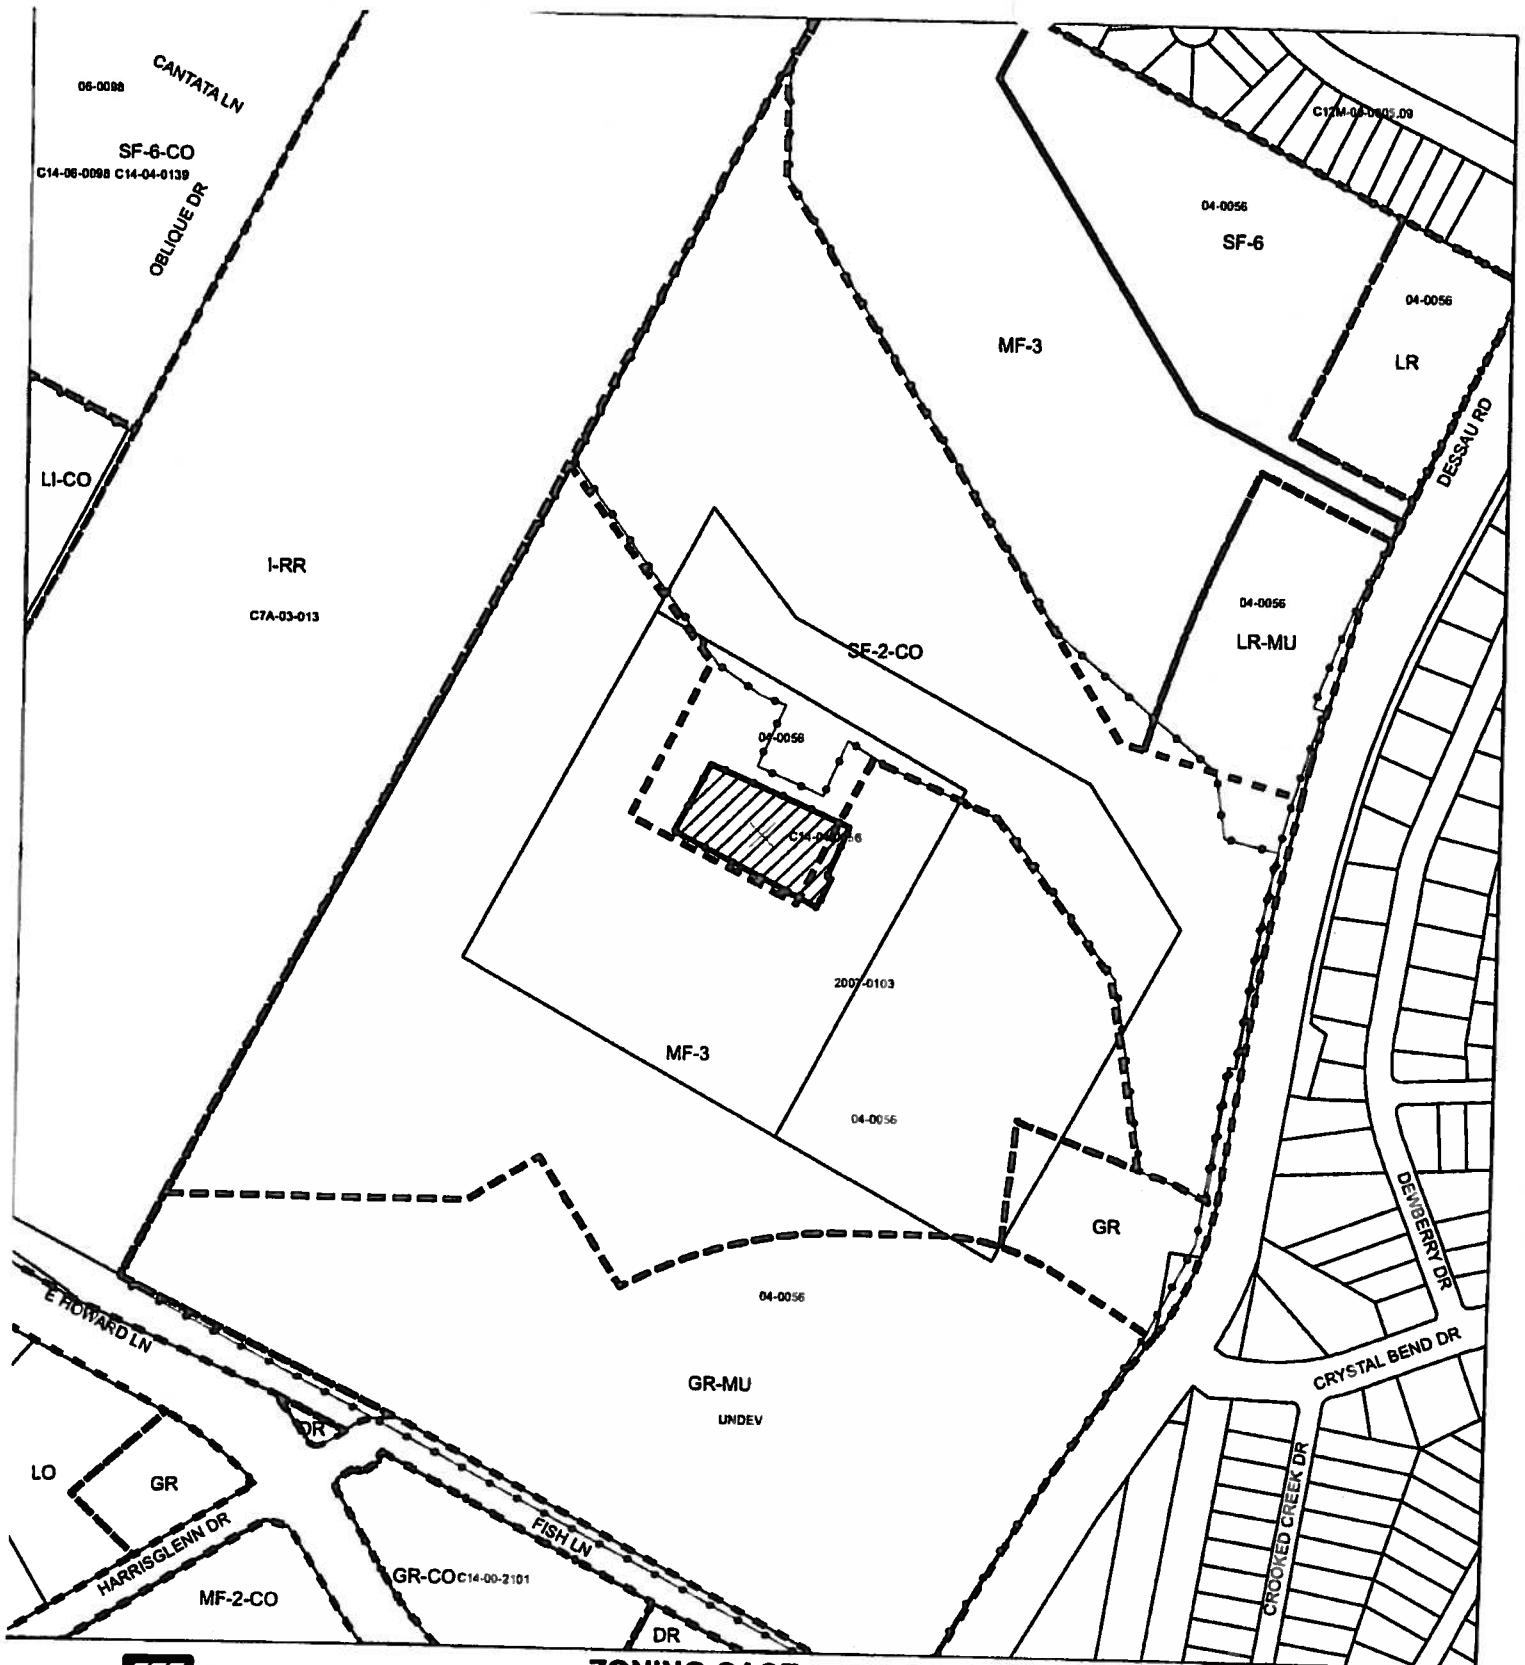 CANTATA LN
06-0098
SF-6-CO
C14-06-0098 C14-04-0139
OBLIQUE DR
04-0056
SF-6
04-0056
LR
MF-3
DESSAU RD
LI-CO
I-RR
C7A-03-013
04-0056
LR-MU
SF-2-CO
04-0056
2007-0103
MF-3
04-0056
GR
DEWBERRY DR
04-0056
E HOWARD LN
CRYSTAL BEND DR
GR-MU
UNDEV
DR
LO
GR
CROOKED CREEK DR
FISH LN
HARRISGLENN DR
GR-CO C14-00-2101
MF-2-CO
DR